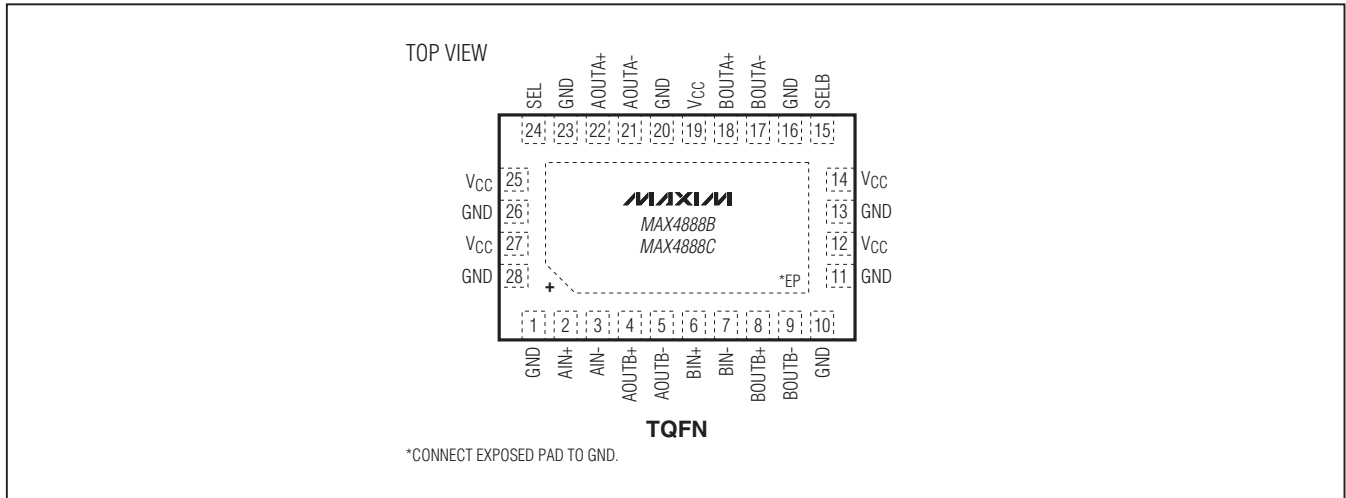 TOP VIEW
SEL GND AOUTA+ AOUTA- GND VCC BOUTA+ BOUTA- GND SELB
24 23 22 21 20 19 18 17 16 15
VCC 25 14 VCC
GND 26 13 GND
VCC 27 12 VCC
GND 28 11 GND
MAXIM
MAX4888B
MAX4888C
*EP
+
1 2 3 4 5 6 7 8 9 10
GND AIN+ AIN- AOUTB+ AOUTB- BIN+ BIN- BOUTB+ BOUTB- GND
TQFN
*CONNECT EXPOSED PAD TO GND.